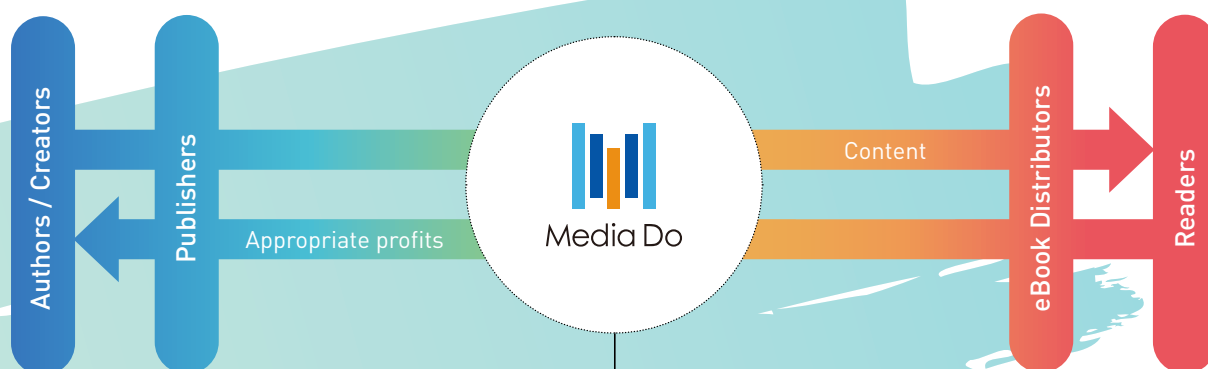 Authors / Creators
Publishers
Appropriate profits
Media Do
Content
eBook Distributors
Readers